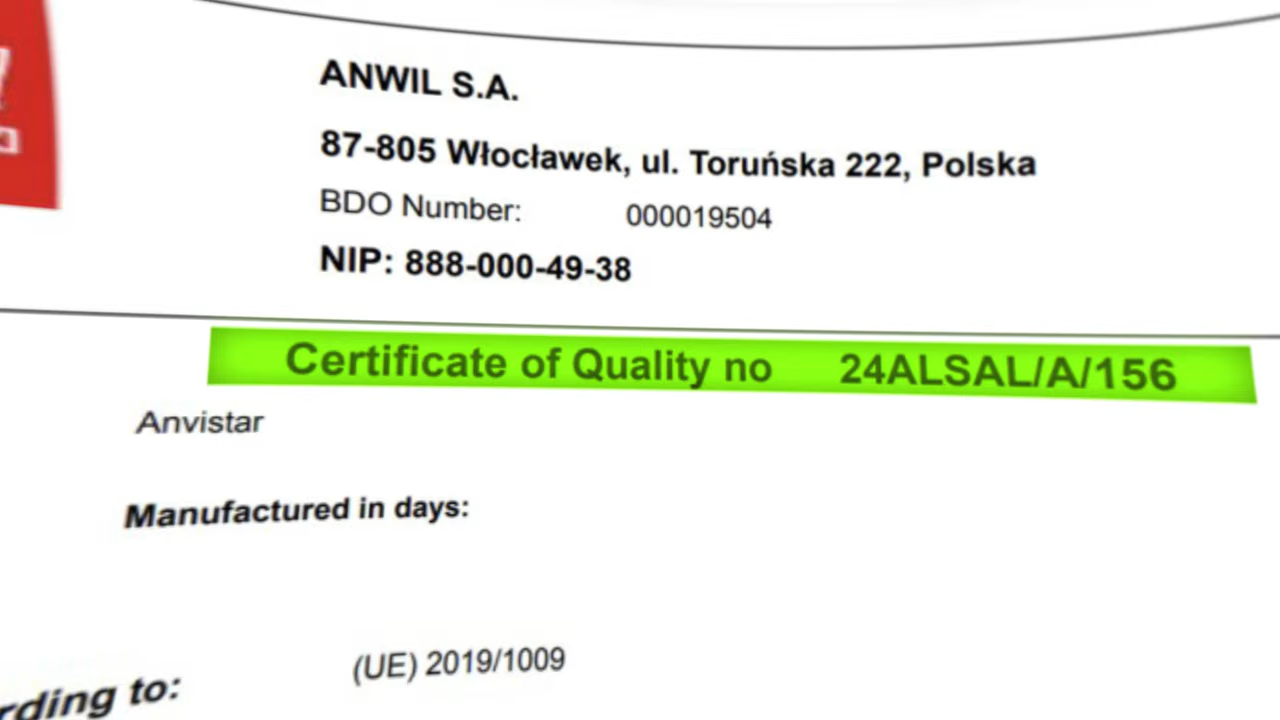 ANWIL S.A.
87-805 Włocławek, ul. Toruńska 222, Polska
BDO Number: 000019504
NIP: 888-000-49-38
Certificate of Quality no 24ALSAL/A/156
Anvistar
Manufactured in days:
(UE) 2019/1009
rding to: